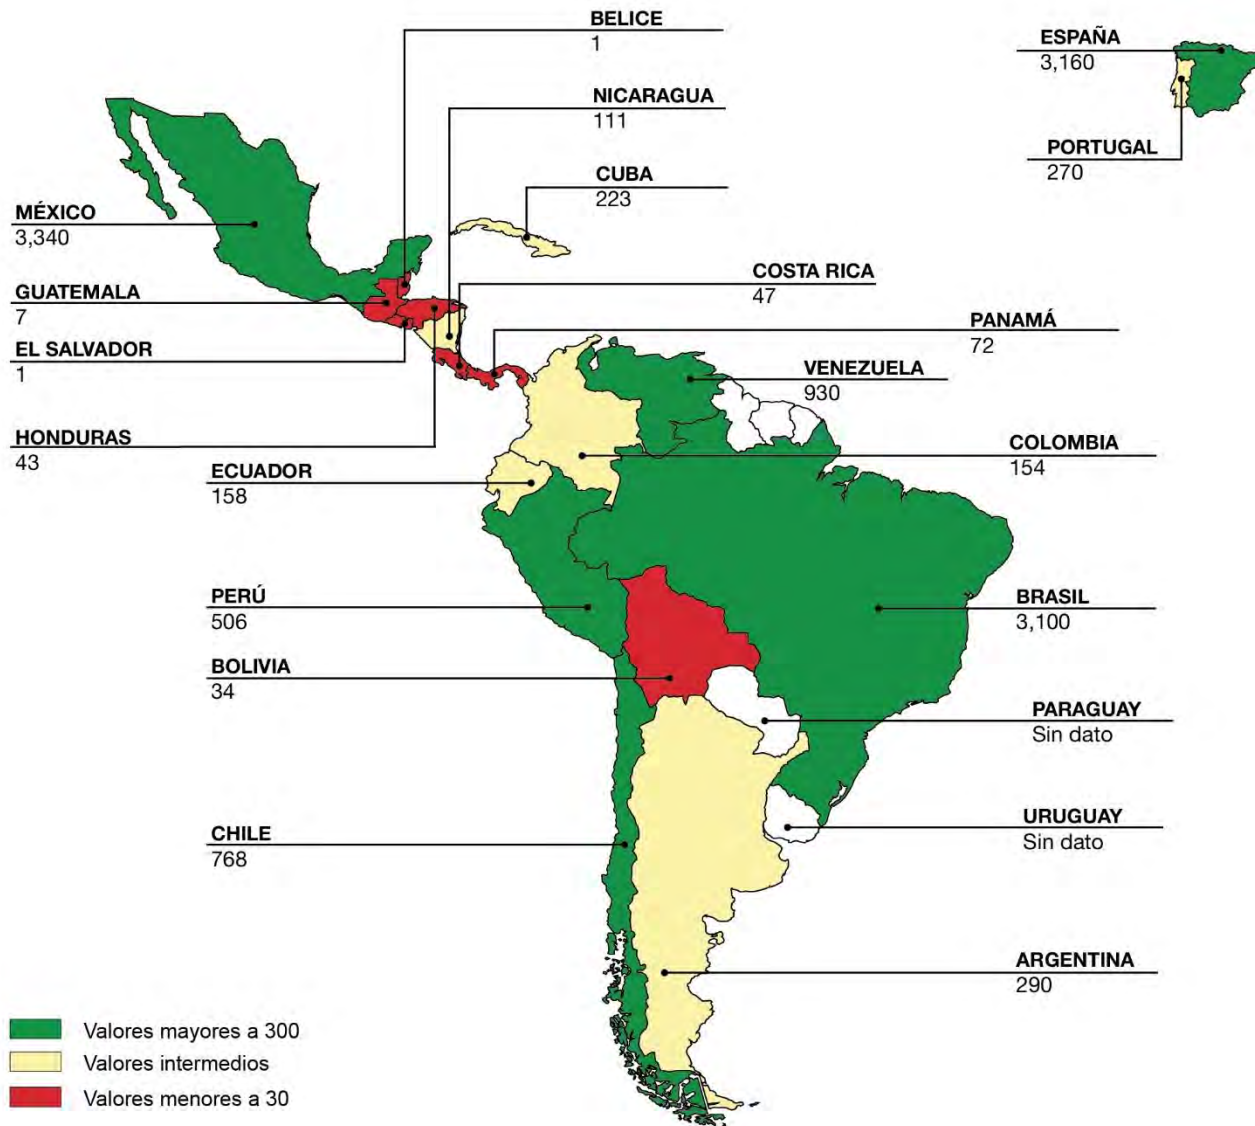 BELICE
1
ESPAÑA
3,160
NICARAGUA
111
PORTUGAL
270
CUBA
223
MÉXICO
3,340
COSTA RICA
47
GUATEMALA
7
PANAMÁ
72
EL SALVADOR
1
VENEZUELA
930
HONDURAS
43
COLOMBIA
154
ECUADOR
158
PERÚ
506
BRASIL
3,100
BOLIVIA
34
PARAGUAY
Sin dato
URUGUAY
Sin dato
CHILE
768
ARGENTINA
290
Valores mayores a 300
Valores intermedios
Valores menores a 30